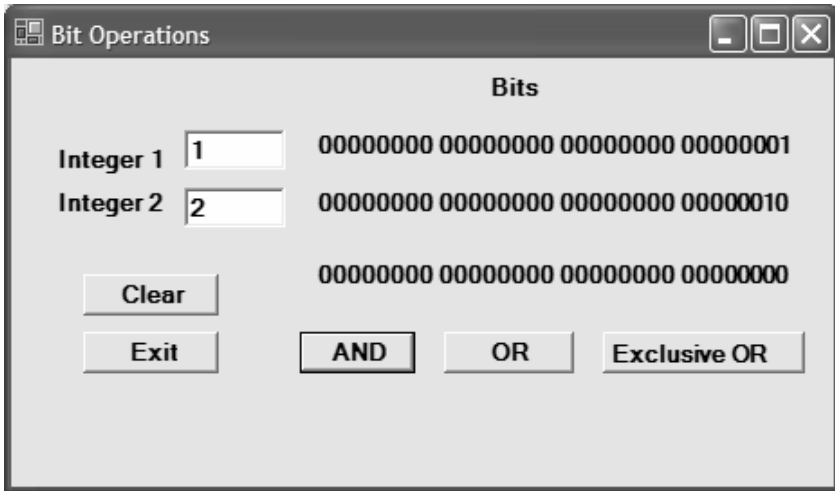 Bit Operations
Bits
Integer 1 1 00000000 00000000 00000000 00000001
Integer 2 2 00000000 00000000 00000000 00000010
00000000 00000000 00000000 00000000
Clear
Exit AND OR Exclusive OR